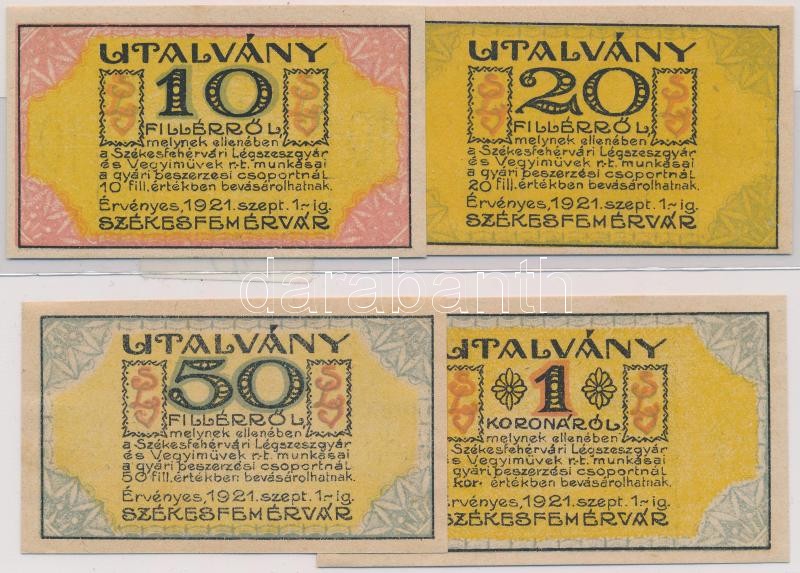 UTALVÁNY
10
FILLÉRRŐL
melynek ellenében
a Székesfehérvári Légszeszgyár
és Vegyiművek r-t. munkásai
a gyári beszerzési csoportnál
10 fill. értékben bevásárolhatnak.
Érvényes, 1921. szept. 1-ig.
SZÉKESFEHÉRVÁR
UTALVÁNY
20
FILLÉRRŐL
melynek ellenében
a Székesfehérvári Légszeszgyár
és Vegyiművek r-t. munkásai
a gyári beszerzési csoportnál
20 fill. értékben bevásárolhatnak.
Érvényes, 1921. szept. 1-ig.
SZÉKESFEHÉRVÁR
darabanth
UTALVÁNY
50
FILLÉRRŐL
melynek ellenében
a Székesfehérvári Légszeszgyár
és Vegyiművek r-t. munkásai
a gyári beszerzési csoportnál
50 fill. értékben bevásárolhatnak.
Érvényes, 1921. szept. 1-ig.
SZÉKESFEHÉRVÁR
UTALVÁNY
1
KORONÁRÓL
melynek ellenében
a Székesfehérvári Légszeszgyár
és Vegyiművek r-t. munkásai
a gyári beszerzési csoportnál
kor. értékben bevásárolhatnak.
Érvényes, 1921. szept. 1-ig.
SZÉKESFEHÉRVÁR